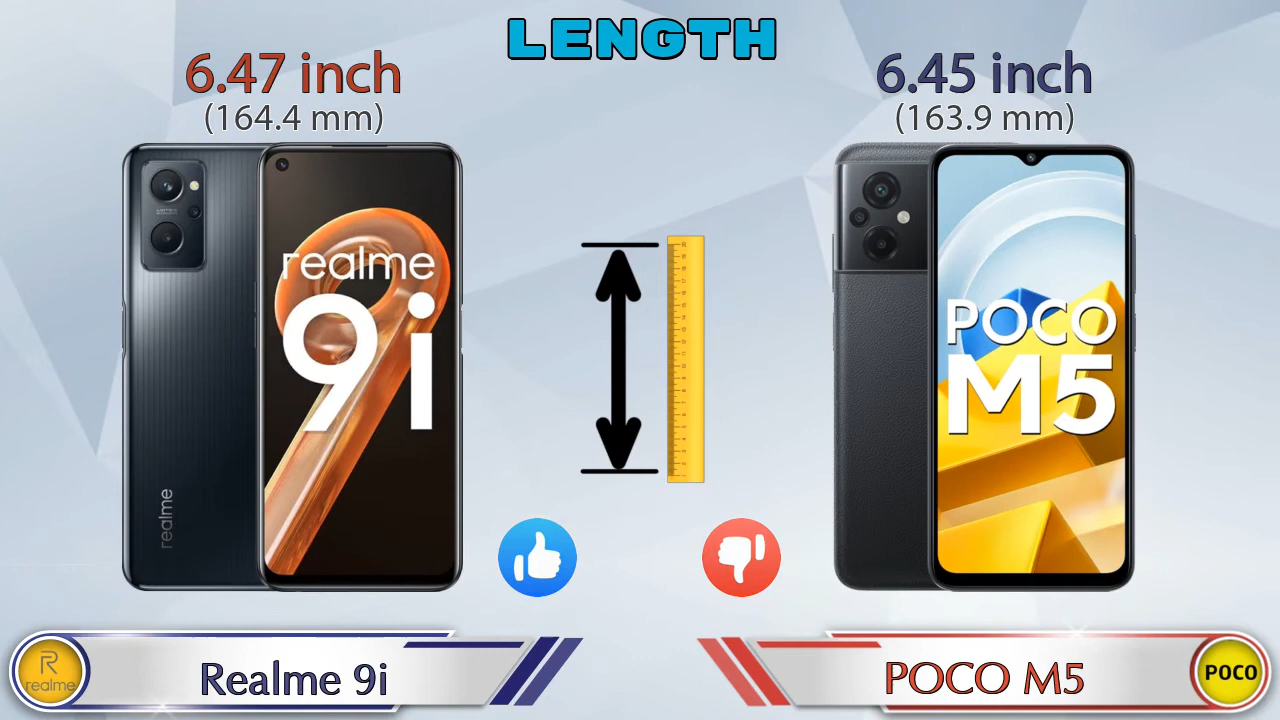 LENGTH
6.47 inch
(164.4 mm)
6.45 inch
(163.9 mm)
realme
9i
realme
POCO
M5
R
realme
Realme 9i
POCO M5
POCO